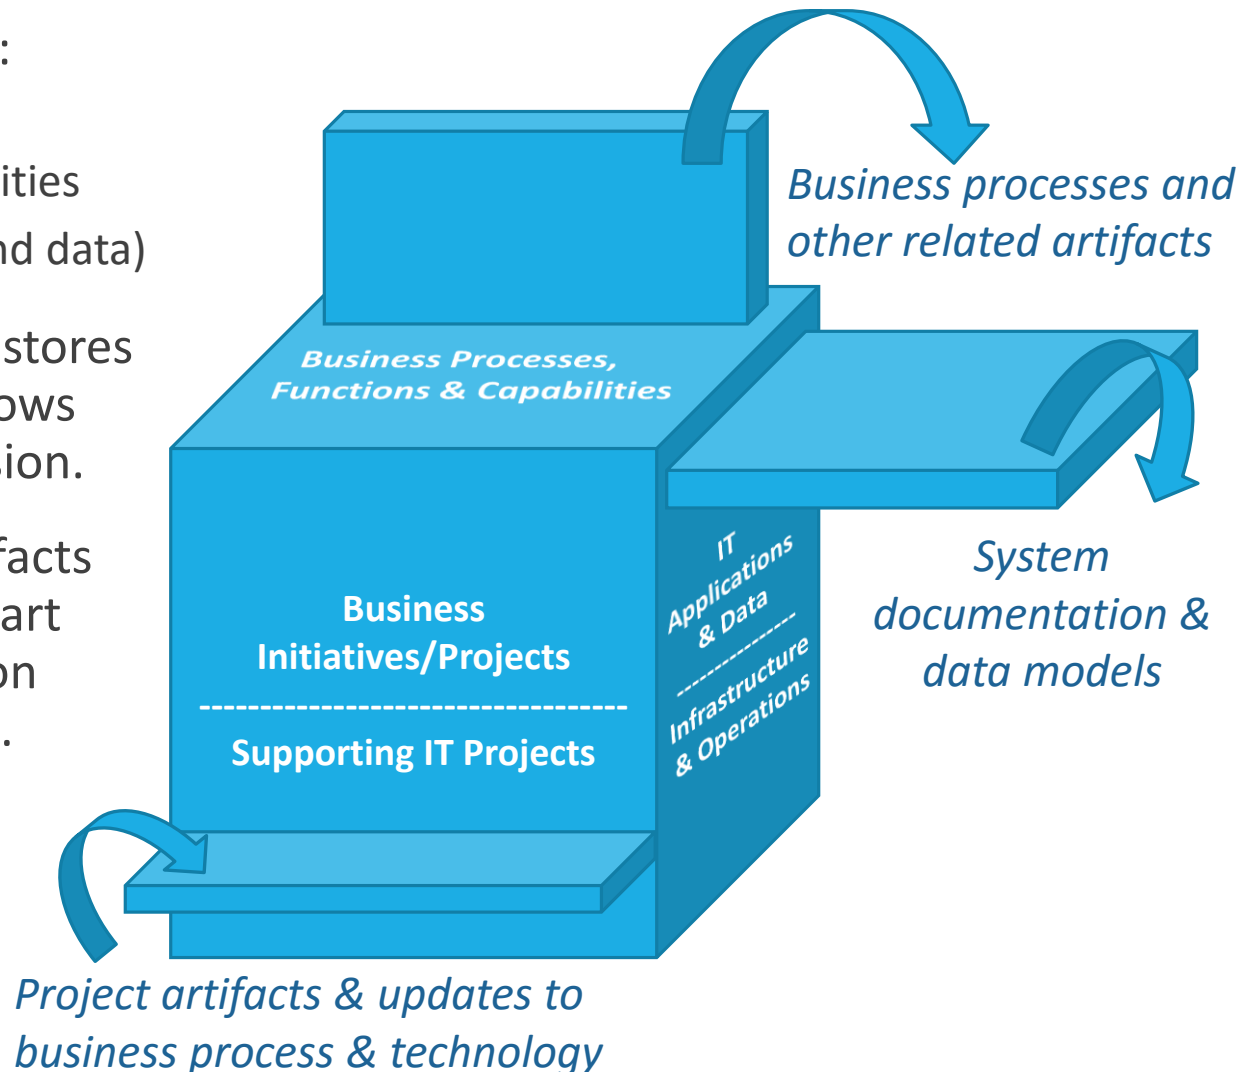 :
ities
nd data)
stores
ows
sion.
facts
art
on
.
Business processes and
other related artifacts
Business Processes,
Functions & Capabilities
IT
Applications
& Data
---------------
Infrastructure
& Operations
System
documentation &
data models
Business
Initiatives/Projects
-----------------------------------
Supporting IT Projects
Project artifacts & updates to
business process & technology